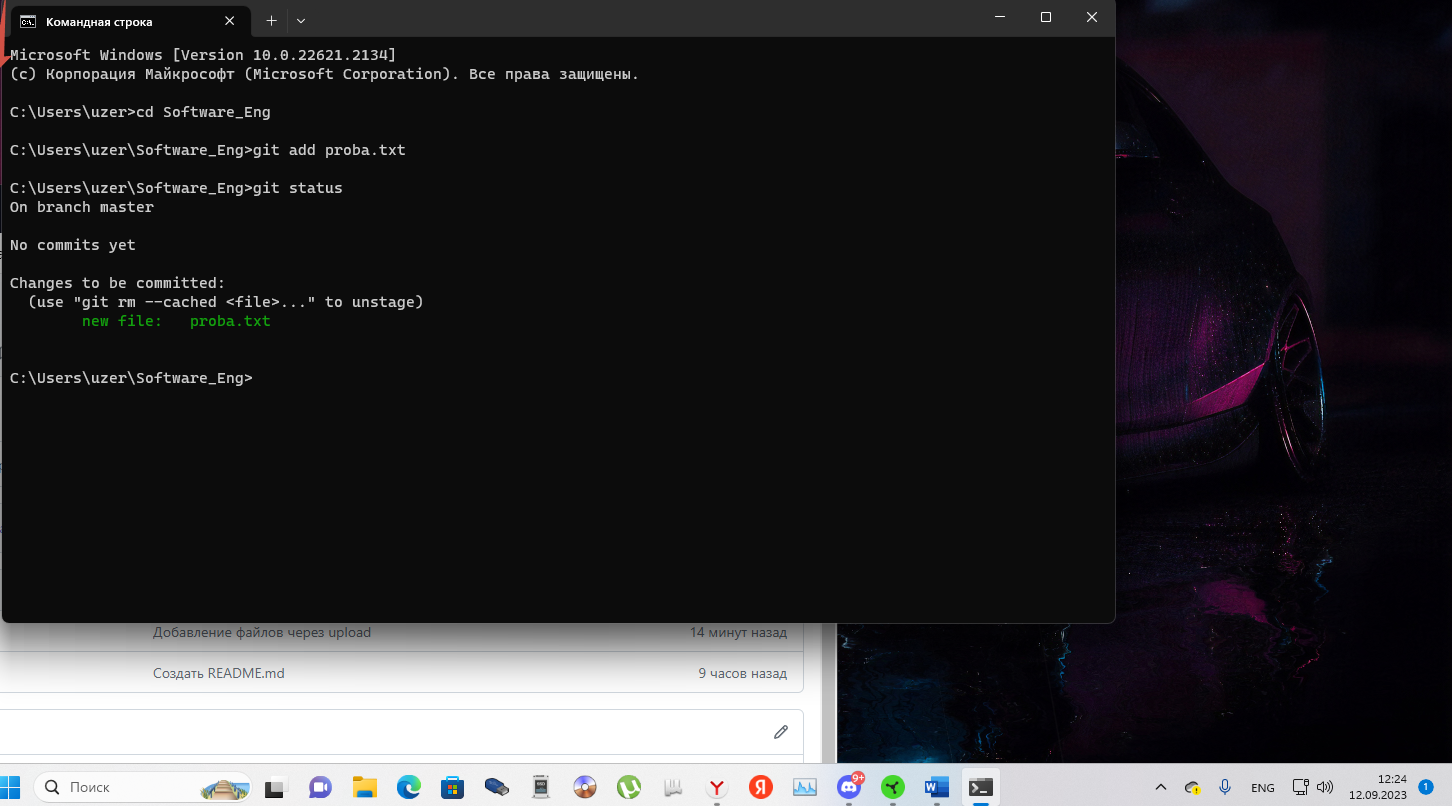 Командная строка
Microsoft Windows [Version 10.0.22621.2134]
(c) Корпорация Майкрософт (Microsoft Corporation). Все права защищены.
C:\Users\uzer>cd Software_Eng
C:\Users\uzer\Software_Eng>git add proba.txt
C:\Users\uzer\Software_Eng>git status
On branch master
No commits yet
Changes to be committed:
(use "git rm --cached <file>..." to unstage)
new file:   proba.txt
C:\Users\uzer\Software_Eng>
Добавление файлов через upload
14 минут назад
Создать README.md
9 часов назад
Поиск
9+
ENG
12:24
12.09.2023
1